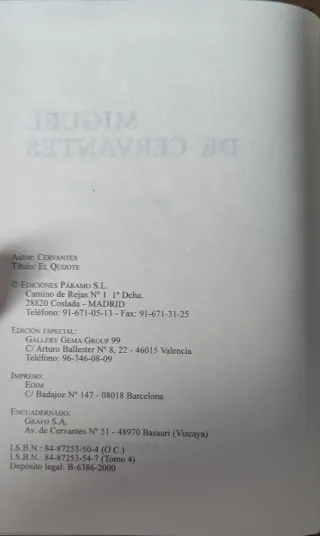 MIGUEL
DE CERVANTES
Autor: CERVANTES
Título: EL QUIJOTE
© EDICIONES PÁRAMO S.L.
Camino de Rejas Nº 1 1º Dcha.
28820 Coslada - MADRID
Teléfono: 91-671-05-13 - Fax: 91-671-31-25
EDICIÓN ESPECIAL:
GALLERY GEMA GROUP 99
C/ Arturo Ballester Nº 8, 22 - 46015 Valencia
Teléfono: 96-346-08-09
IMPRESO:
EDIM
C/ Badajoz Nº 147 - 08018 Barcelona
ENCUADERNADO:
GRAFO S.A.
Av. de Cervantes Nº 51 - 48970 Basauri (Vizcaya)
I.S.B.N.: 84-87253-50-4 (O.C.)
I.S.B.N.: 84-87253-54-7 (Tomo 4)
Depósito legal: B-6386-2000